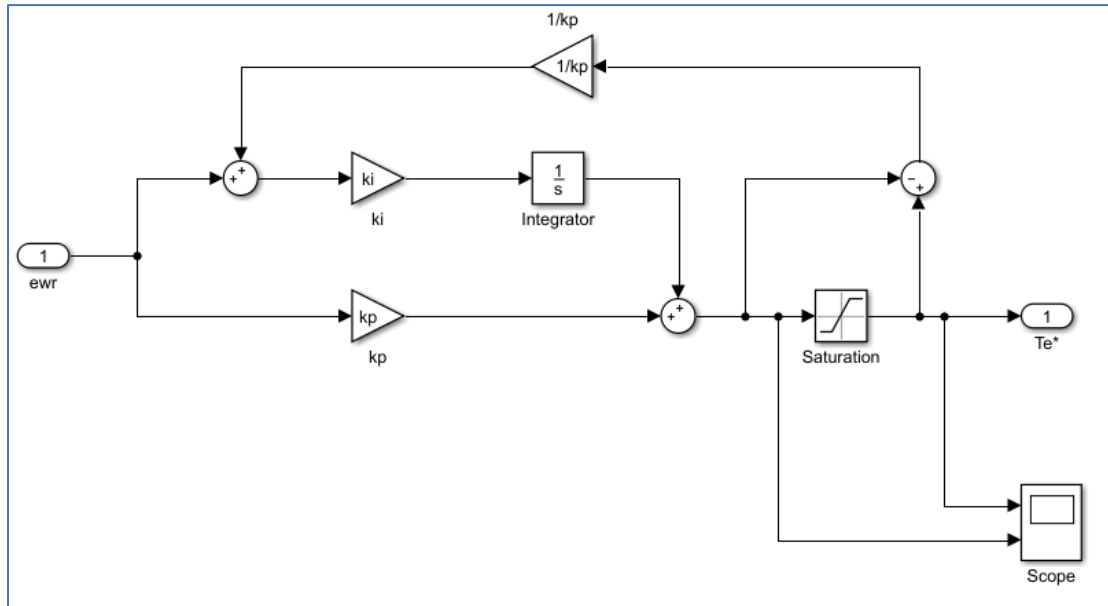 1/kp
1/kp
+
+
ki
ki
1
s
Integrator
−
+
1
ewr
kp
kp
+
+
Saturation
1
Te*
Scope